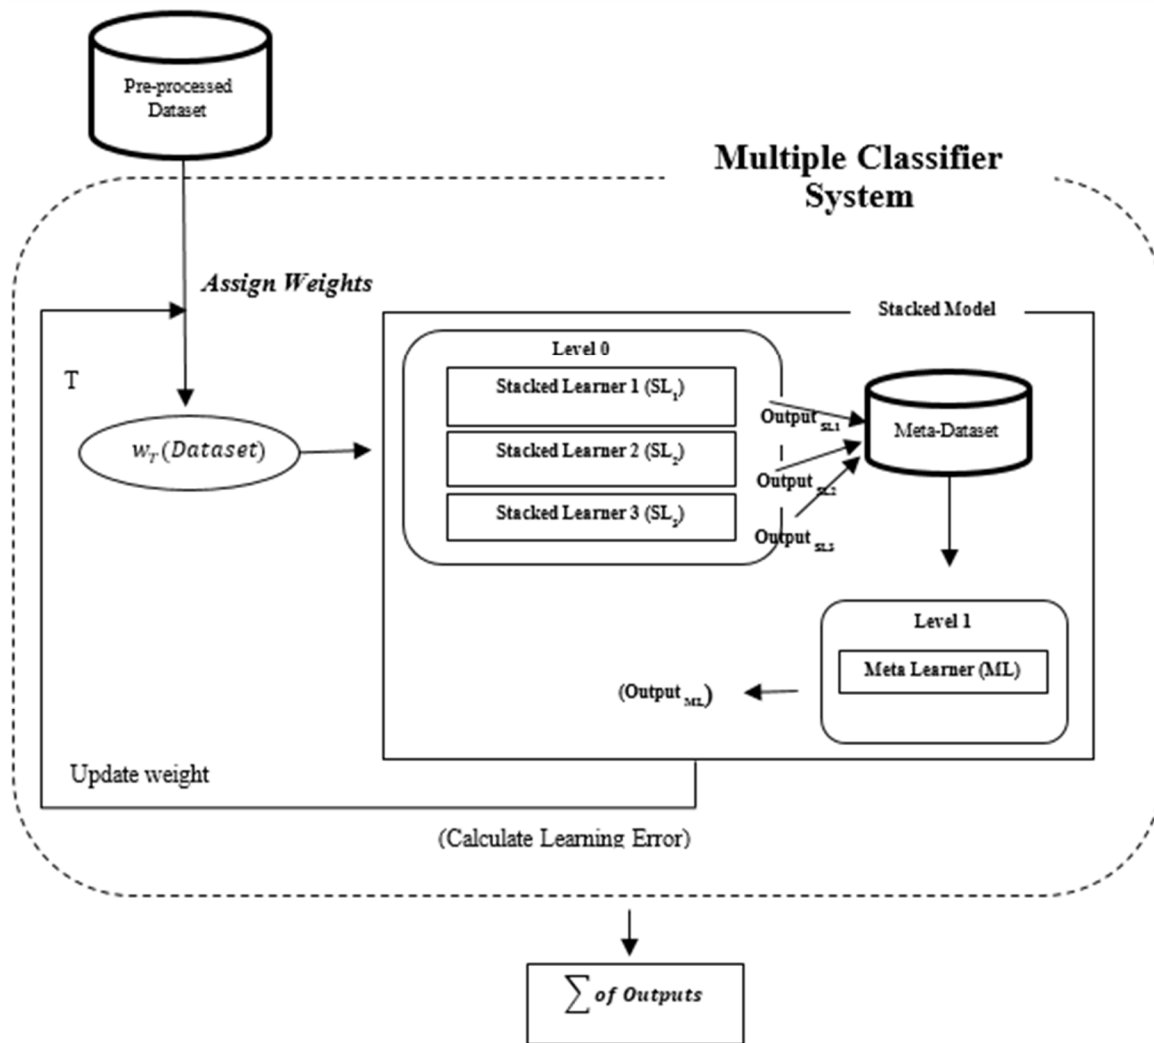 Pre-processed
Dataset
Multiple Classifier
System
Assign Weights
Stacked Model
Level 0
Stacked Learner 1 (SL₁)
T
Output SL1
Meta-Dataset
w_T(Dataset)
Stacked Learner 2 (SL₂)
Output SL2
Stacked Learner 3 (SL₃)
Output SL3
Level 1
Meta Learner (ML)
(Output ML)
Update weight
(Calculate Learning Error)
∑ of Outputs